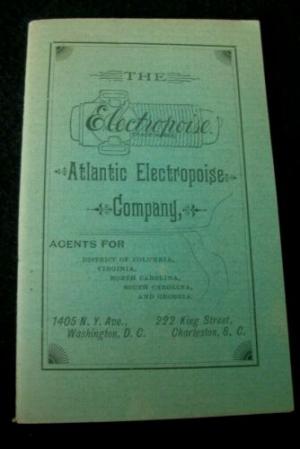 THE
Electropoise.
Atlantic Electropoise
Company,
AGENTS FOR
DISTRICT OF COLUMBIA,
VIRGINIA,
NORTH CAROLINA,
SOUTH CAROLINA,
AND GEORGIA.
1405 N. Y. Ave., 222 King Street,
Washington, D. C. Charleston, S. C.